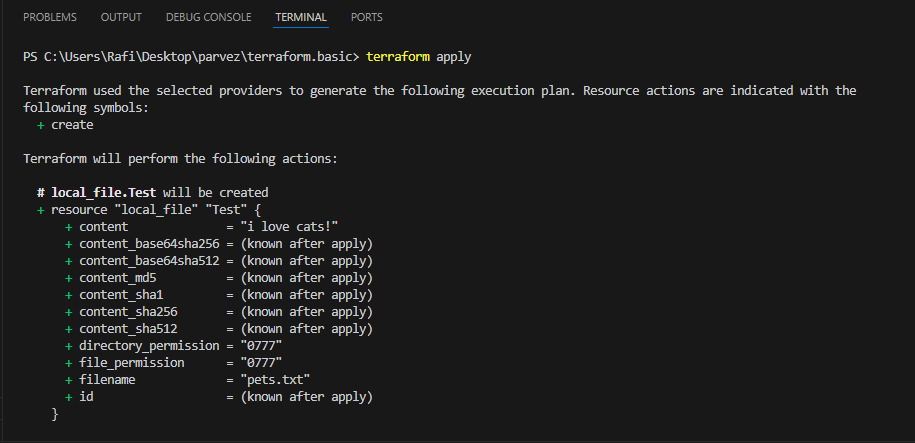 PROBLEMS OUTPUT DEBUG CONSOLE TERMINAL PORTS
PS C:\Users\Rafi\Desktop\parvez\terraform.basic> terraform apply
Terraform used the selected providers to generate the following execution plan. Resource actions are indicated with the
following symbols:
  + create
Terraform will perform the following actions:
  # local_file.Test will be created
  + resource "local_file" "Test" {
      + content              = "i love cats!"
      + content_base64sha256 = (known after apply)
      + content_base64sha512 = (known after apply)
      + content_md5          = (known after apply)
      + content_sha1         = (known after apply)
      + content_sha256       = (known after apply)
      + content_sha512       = (known after apply)
      + directory_permission = "0777"
      + file_permission      = "0777"
      + filename             = "pets.txt"
      + id                   = (known after apply)
    }